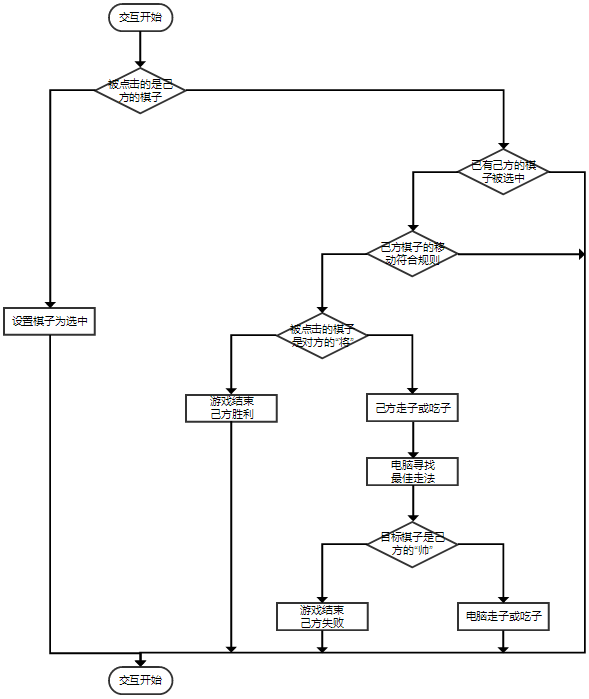 交互开始
被点击的是己
方的棋子
已有己方的棋
子被选中
己方棋子的移
动符合规则
设置棋子为选中
被点击的棋子
是对方的“将”
游戏结束
己方胜利
己方走子或吃子
电脑寻找
最佳走法
目标棋子是己
方的“帅”
游戏结束
己方失败
电脑走子或吃子
交互开始